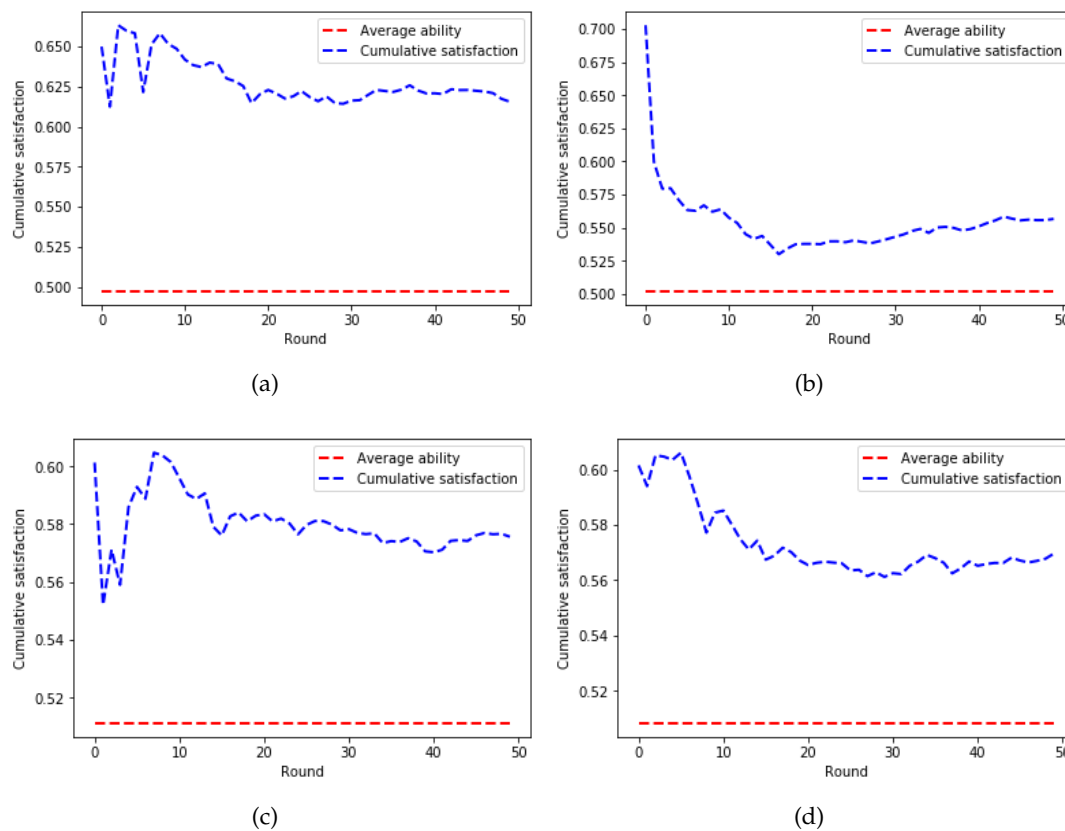 Average ability
Cumulative satisfaction
0.650
0.625
0.600
0.575
0.550
0.525
0.500
Cumulative satisfaction
0 10 20 30 40 50
Round
(a)
Average ability
Cumulative satisfaction
0.700
0.675
0.650
0.625
0.600
0.575
0.550
0.525
0.500
Cumulative satisfaction
0 10 20 30 40 50
Round
(b)
Average ability
Cumulative satisfaction
0.60
0.58
0.56
0.54
0.52
Cumulative satisfaction
0 10 20 30 40 50
Round
(c)
Average ability
Cumulative satisfaction
0.60
0.58
0.56
0.54
0.52
Cumulative satisfaction
0 10 20 30 40 50
Round
(d)